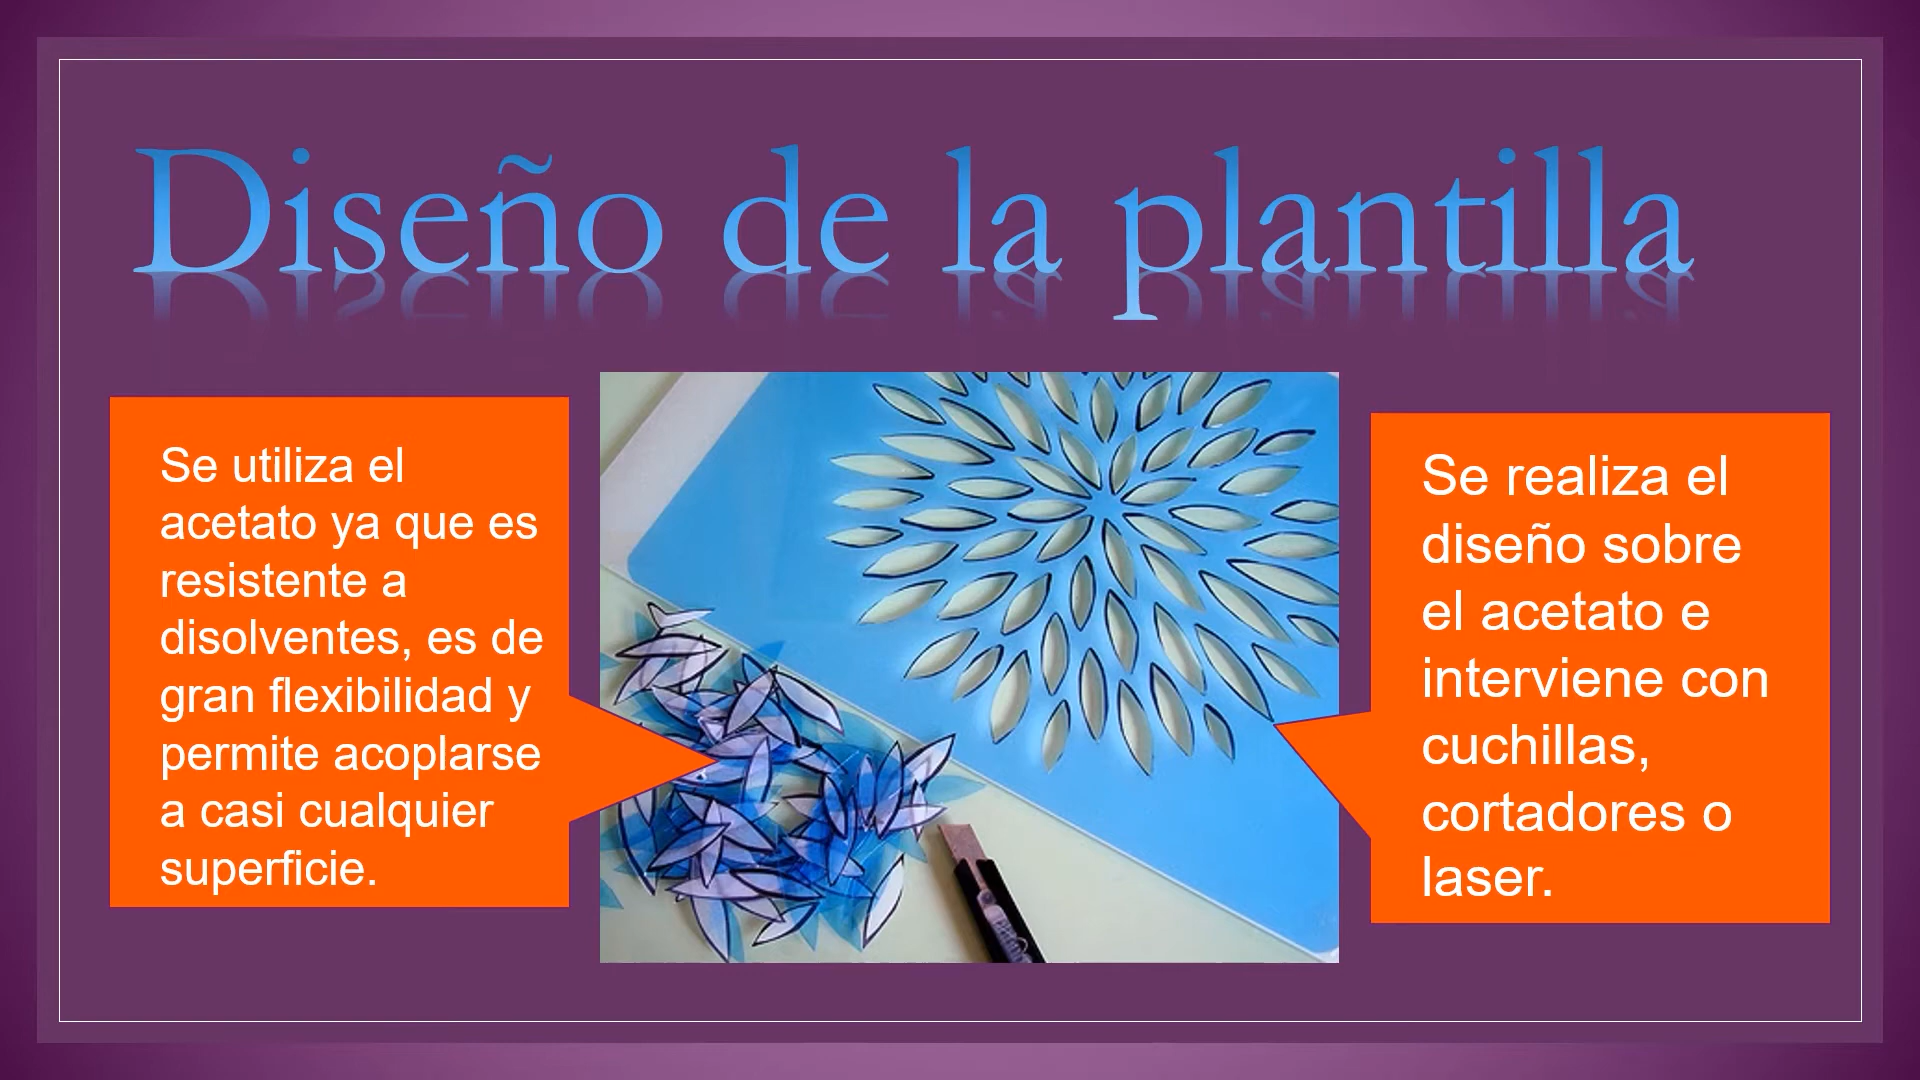 Diseño de la plantilla
Se utiliza el
acetato ya que es
resistente a
disolventes, es de
gran flexibilidad y
permite acoplarse
a casi cualquier
superficie.
Se realiza el
diseño sobre
el acetato e
interviene con
cuchillas,
cortadores o
laser.